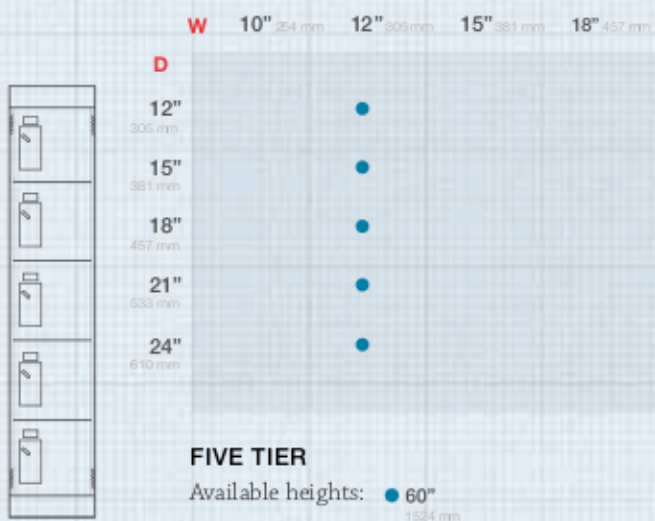 W 10" 254 mm 12" 305 mm 15" 381 mm 18" 457 mm
D
12"
305 mm
15"
381 mm
18"
457 mm
21"
533 mm
24"
610 mm
FIVE TIER
Available heights: 60"
1524 mm